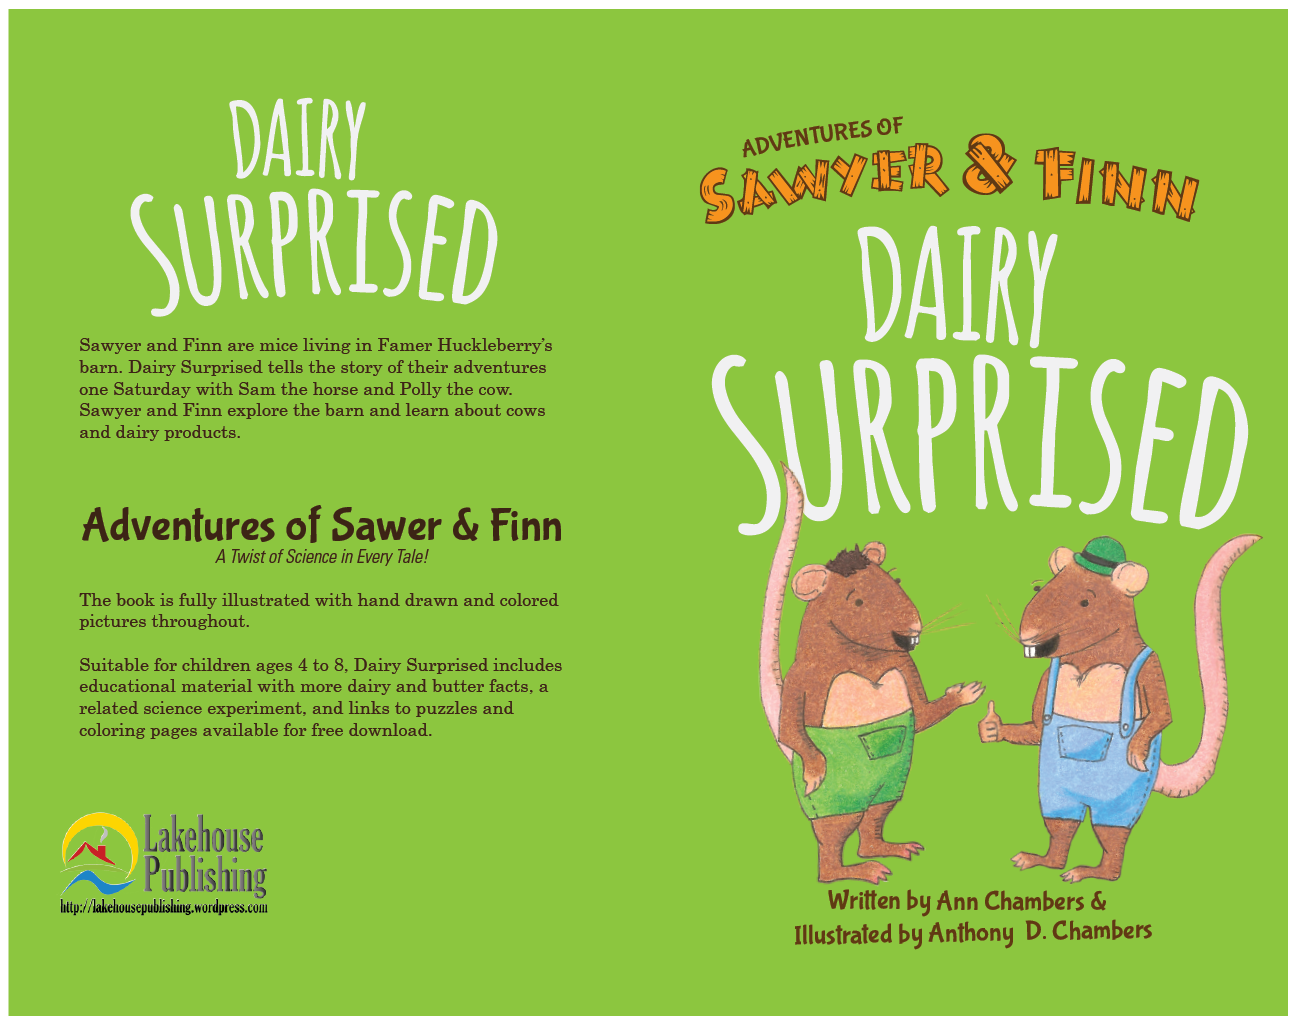 DAIRY
SURPRISED
Sawyer and Finn are mice living in Famer Huckleberry's
barn. Dairy Surprised tells the story of their adventures
one Saturday with Sam the horse and Polly the cow.
Sawyer and Finn explore the barn and learn about cows
and dairy products.
Adventures of Sawer & Finn
A Twist of Science in Every Tale!
The book is fully illustrated with hand drawn and colored
pictures throughout.
Suitable for children ages 4 to 8, Dairy Surprised includes
educational material with more dairy and butter facts, a
related science experiment, and links to puzzles and
coloring pages available for free download.
Lakehouse
Publishing
http://lakehousepublishing.wordpress.com
ADVENTURES OF
SAWYER & FINN
DAIRY
SURPRISED
Written by Ann Chambers &
Illustrated by Anthony D. Chambers